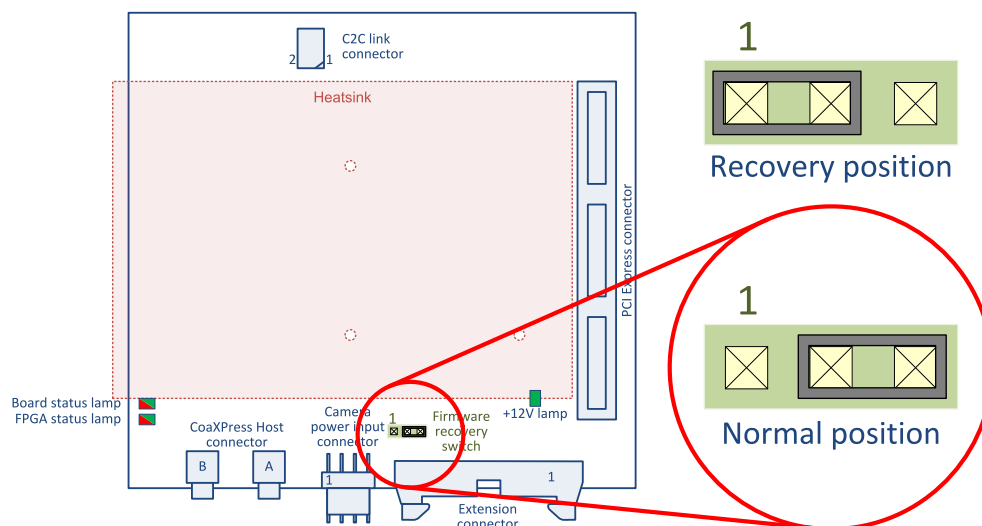 C2C link
connector
2
1
Heatsink
PCI Express connector
Board status lamp
FPGA status lamp
CoaXPress Host
connector
B
A
Camera
power input
connector
1
1
Firmware
recovery
switch
+12V lamp
1
Extension
connector
1
Recovery position
1
Normal position